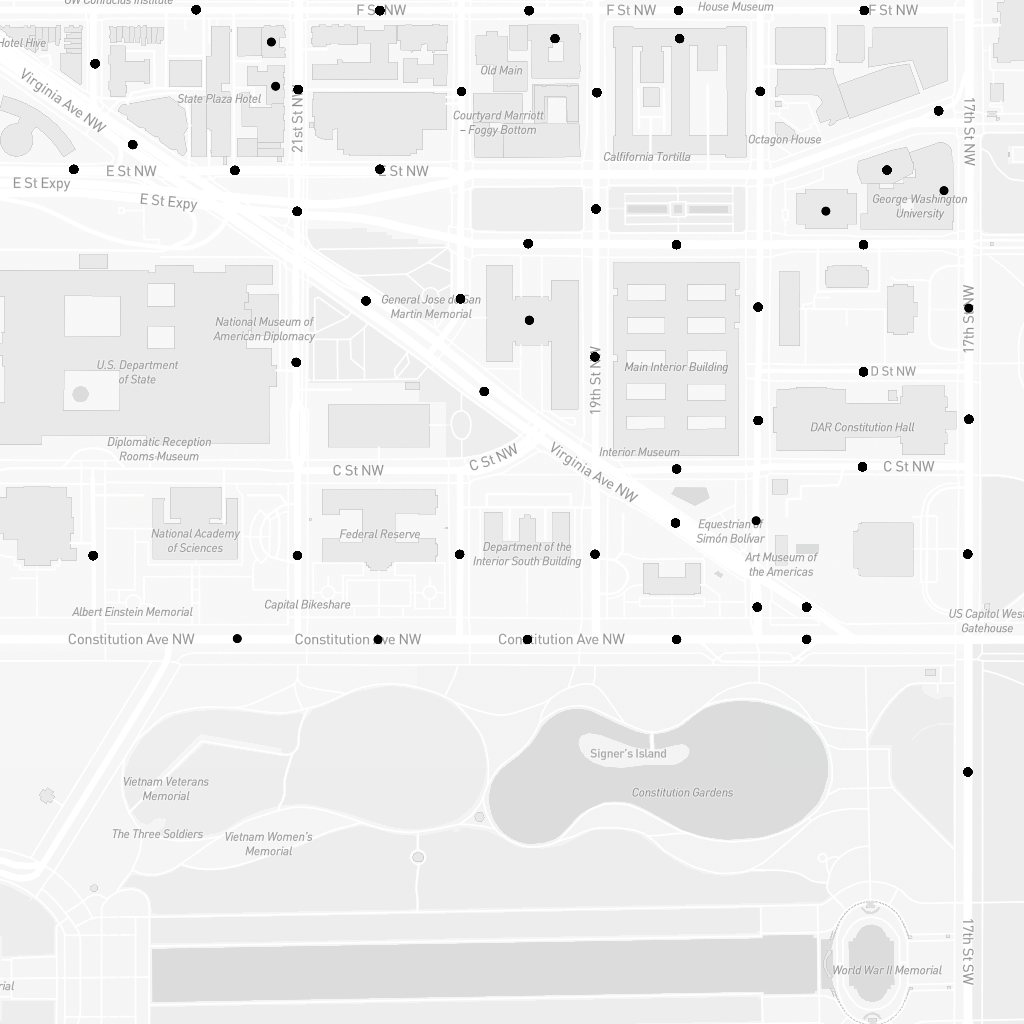 GW Confucius Institute
F St NW
F St NW
House Museum
F St NW
Hotel Hive
Old Main
Virginia Ave NW
State Plaza Hotel
21st St NW
Courtyard Marriott
– Foggy Bottom
Octagon House
17th St NW
Calfifornia Tortilla
E St NW
E St NW
E St Expy
E St Expy
George Washington
University
General Jose de San
Martin Memorial
National Museum of
American Diplomacy
17th St NW
U.S. Department
of State
Main Interior Building
D St NW
19th St NW
DAR Constitution Hall
Diplomatic Reception
Rooms Museum
C St NW
C St NW
Interior Museum
Virginia Ave NW
C St NW
National Academy
of Sciences
Federal Reserve
Department of the
Interior South Building
Equestrian of
Simón Bolívar
Art Museum of
the Americas
Albert Einstein Memorial
Capital Bikeshare
US Capitol West
Gatehouse
Constitution Ave NW
Constitution Ave NW
Constitution Ave NW
Signer's Island
Constitution Gardens
Vietnam Veterans
Memorial
The Three Soldiers
Vietnam Women's
Memorial
17th St SW
World War II Memorial